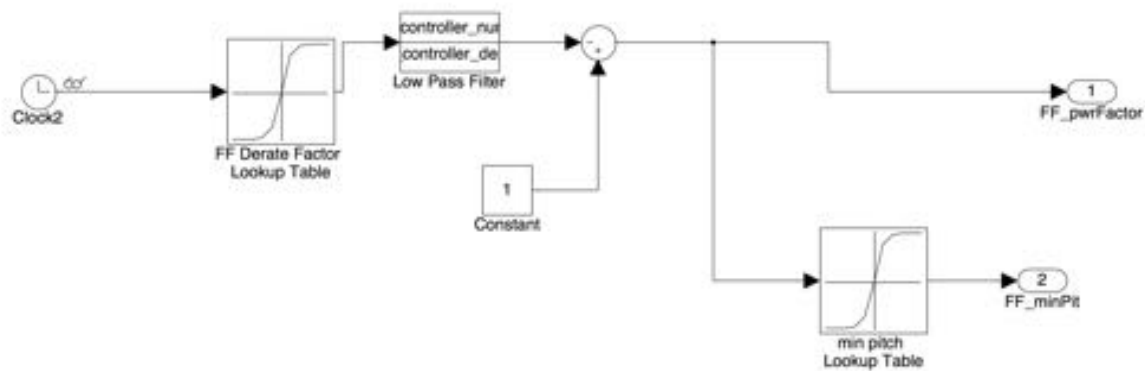 controller_nur
controller_de
Low Pass Filter
Clock2
FF Derate Factor
Lookup Table
-
+
1
Constant
1
FF_pwrFactor
2
FF_minPit
min pitch
Lookup Table